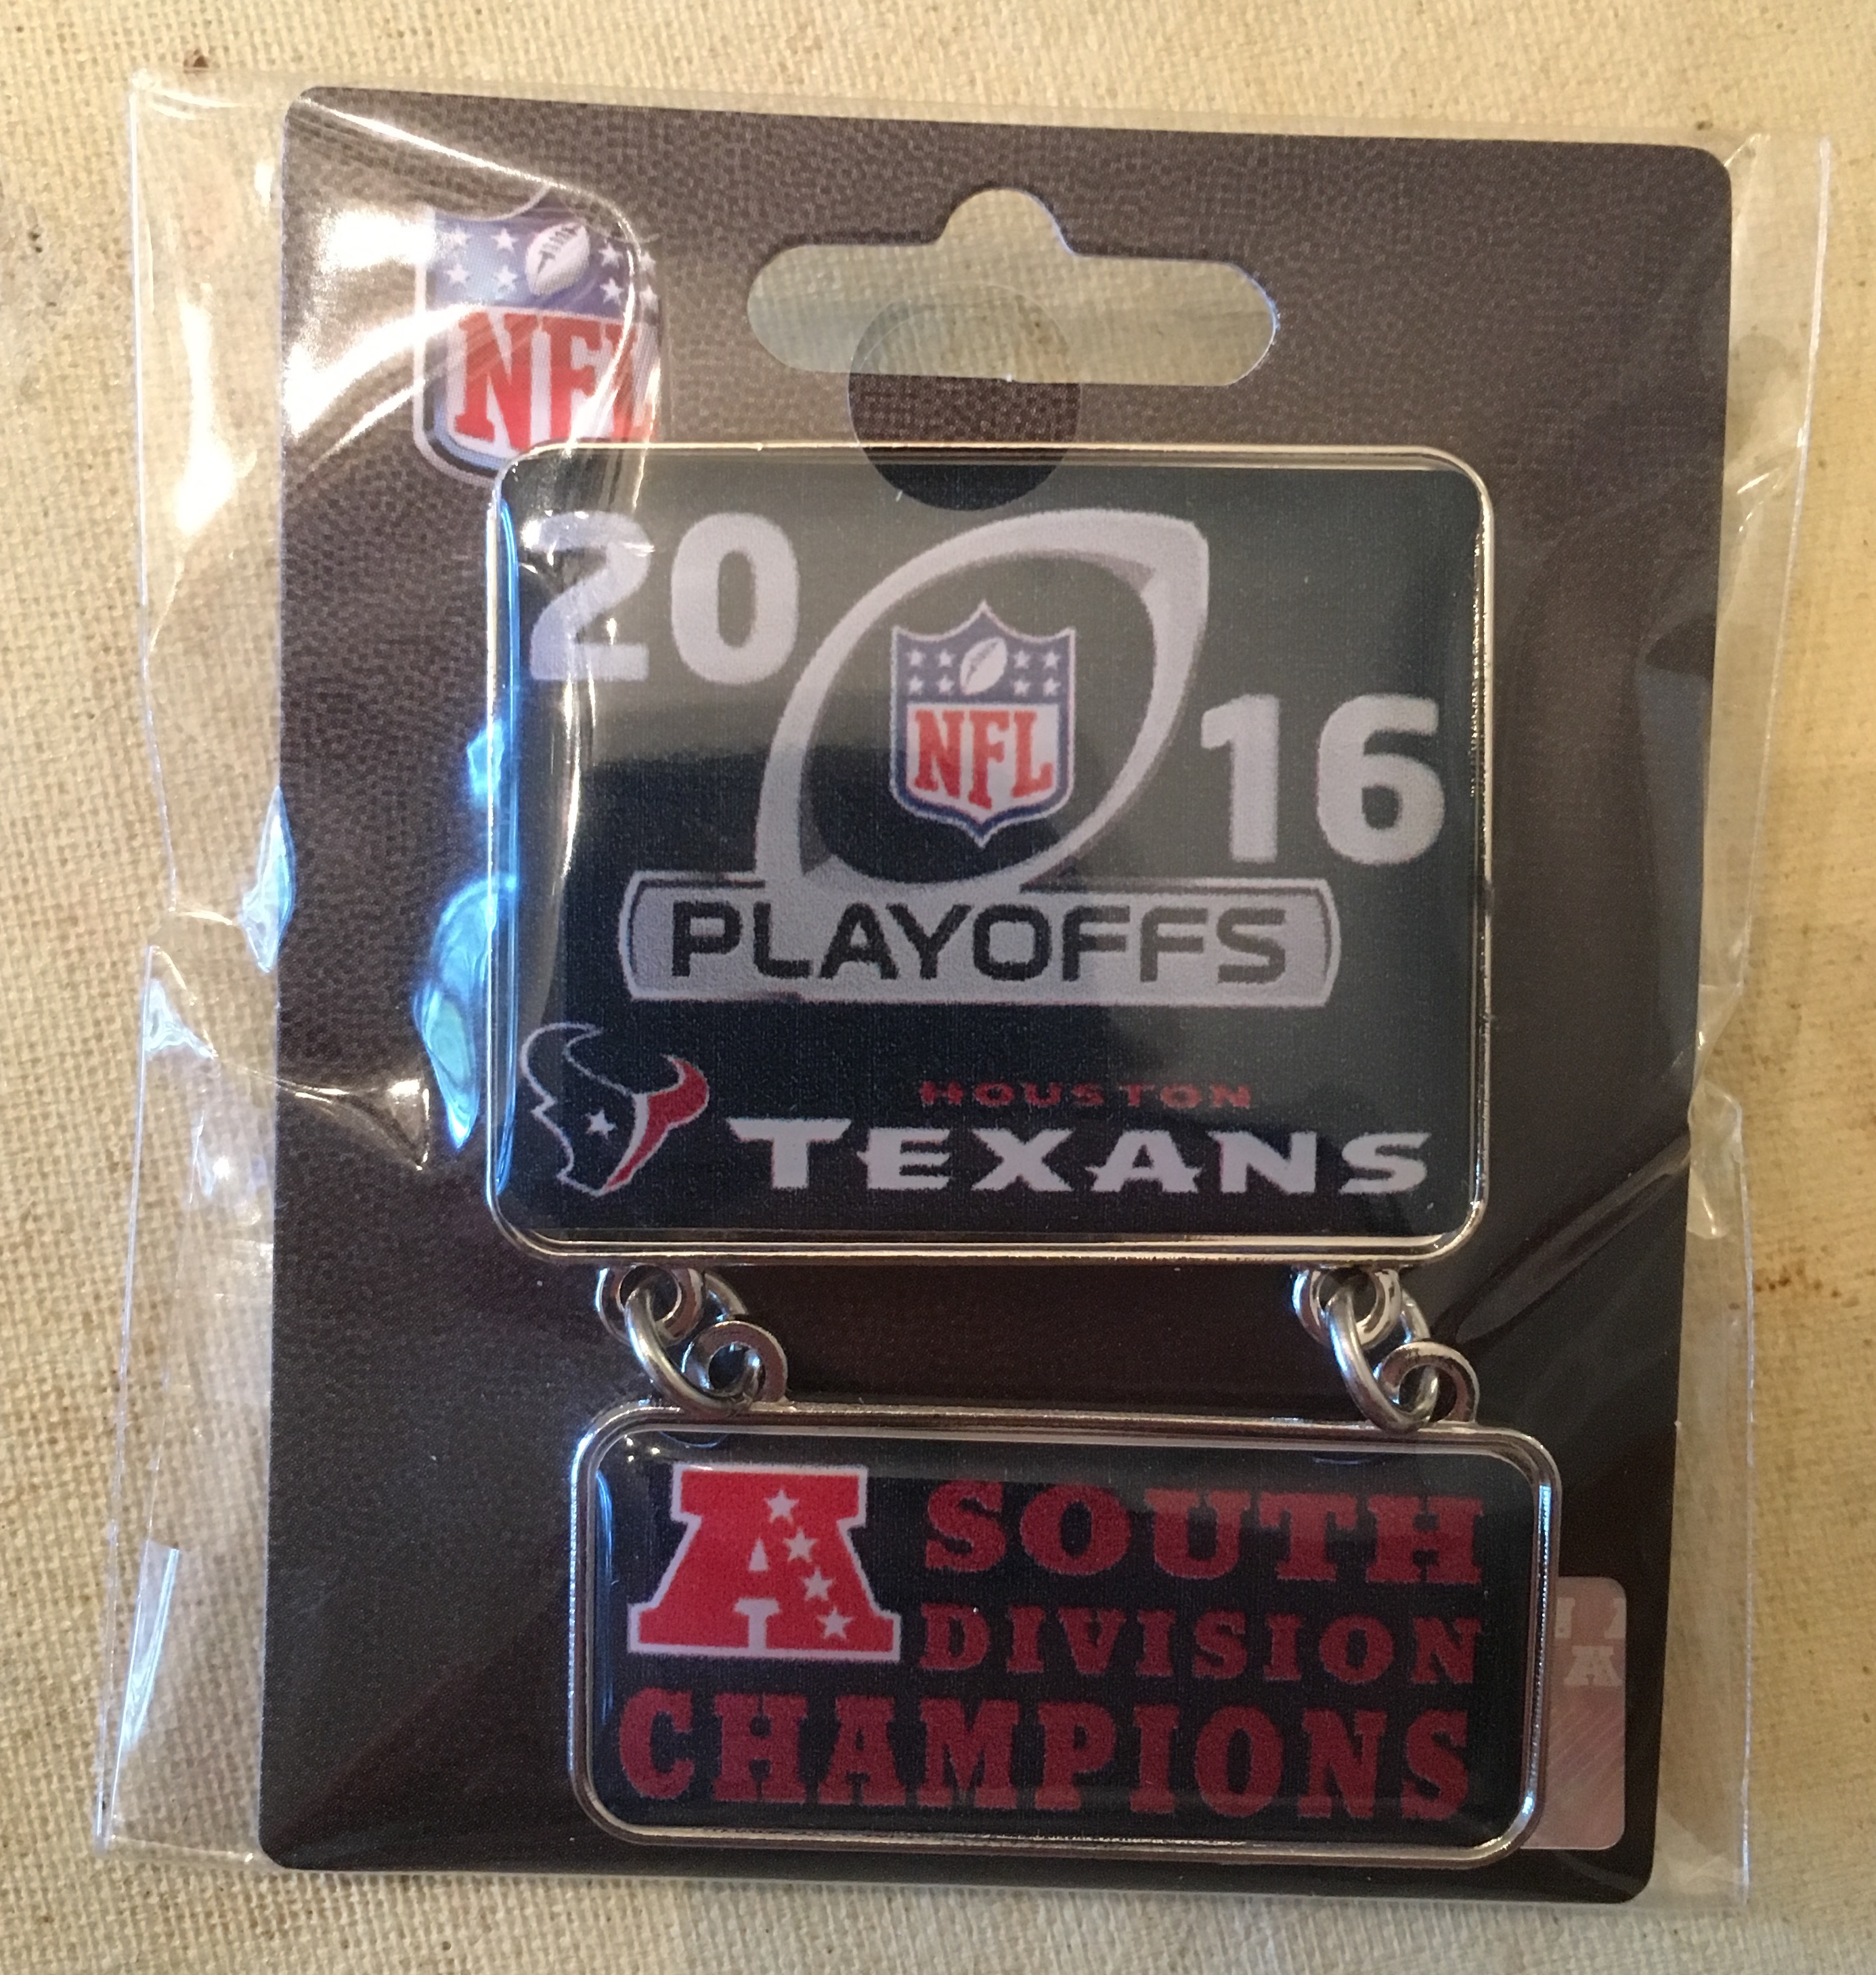 NFL
20
16
NFL
PLAYOFFS
HOUSTON
TEXANS
A SOUTH
DIVISION
CHAMPIONS